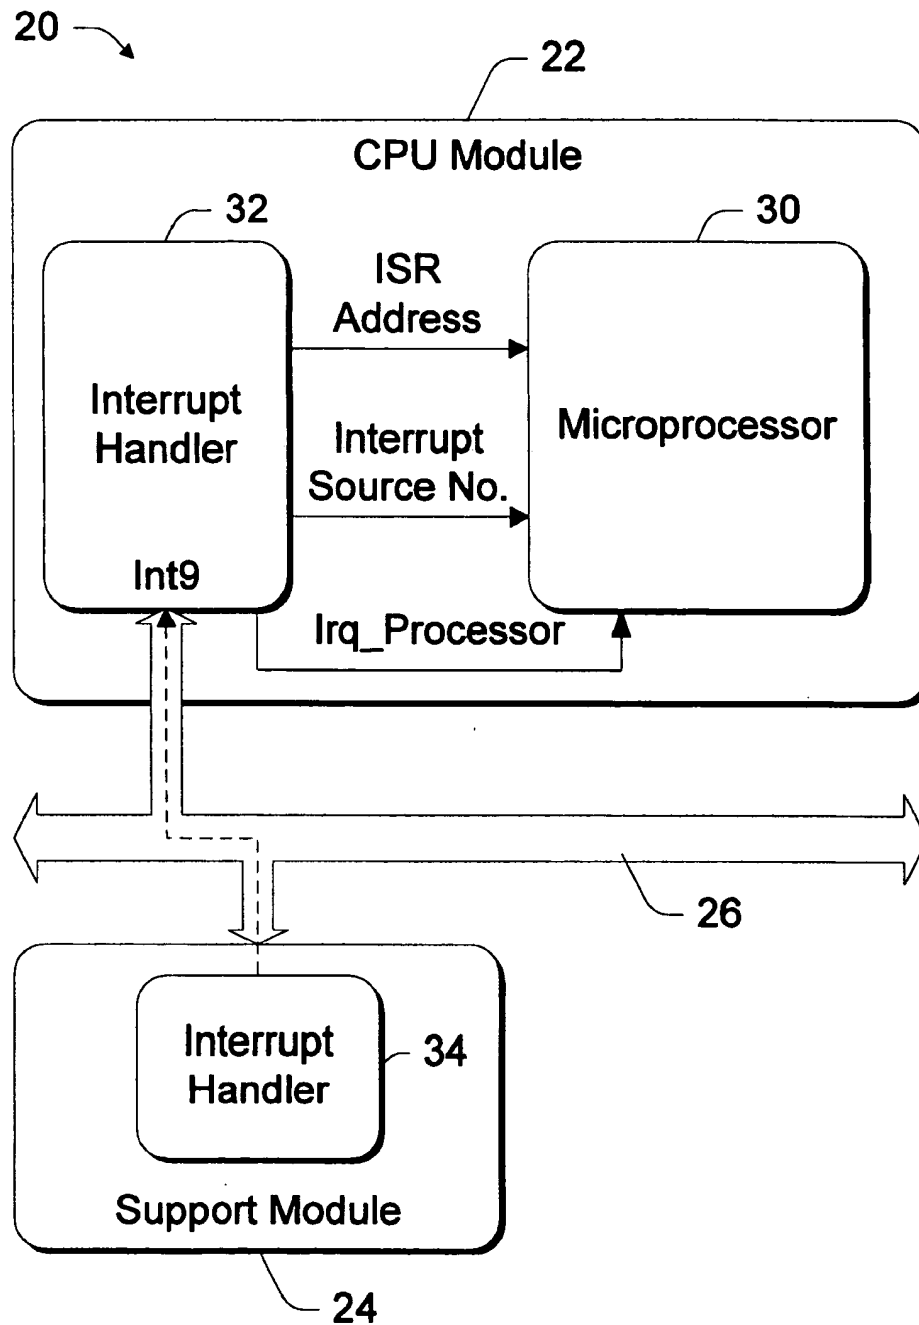 20
22
CPU Module
32
30
ISR
Address
Interrupt
Handler
Microprocessor
Interrupt
Source No.
Int9
Irq_Processor
26
Interrupt
Handler
34
Support Module
24